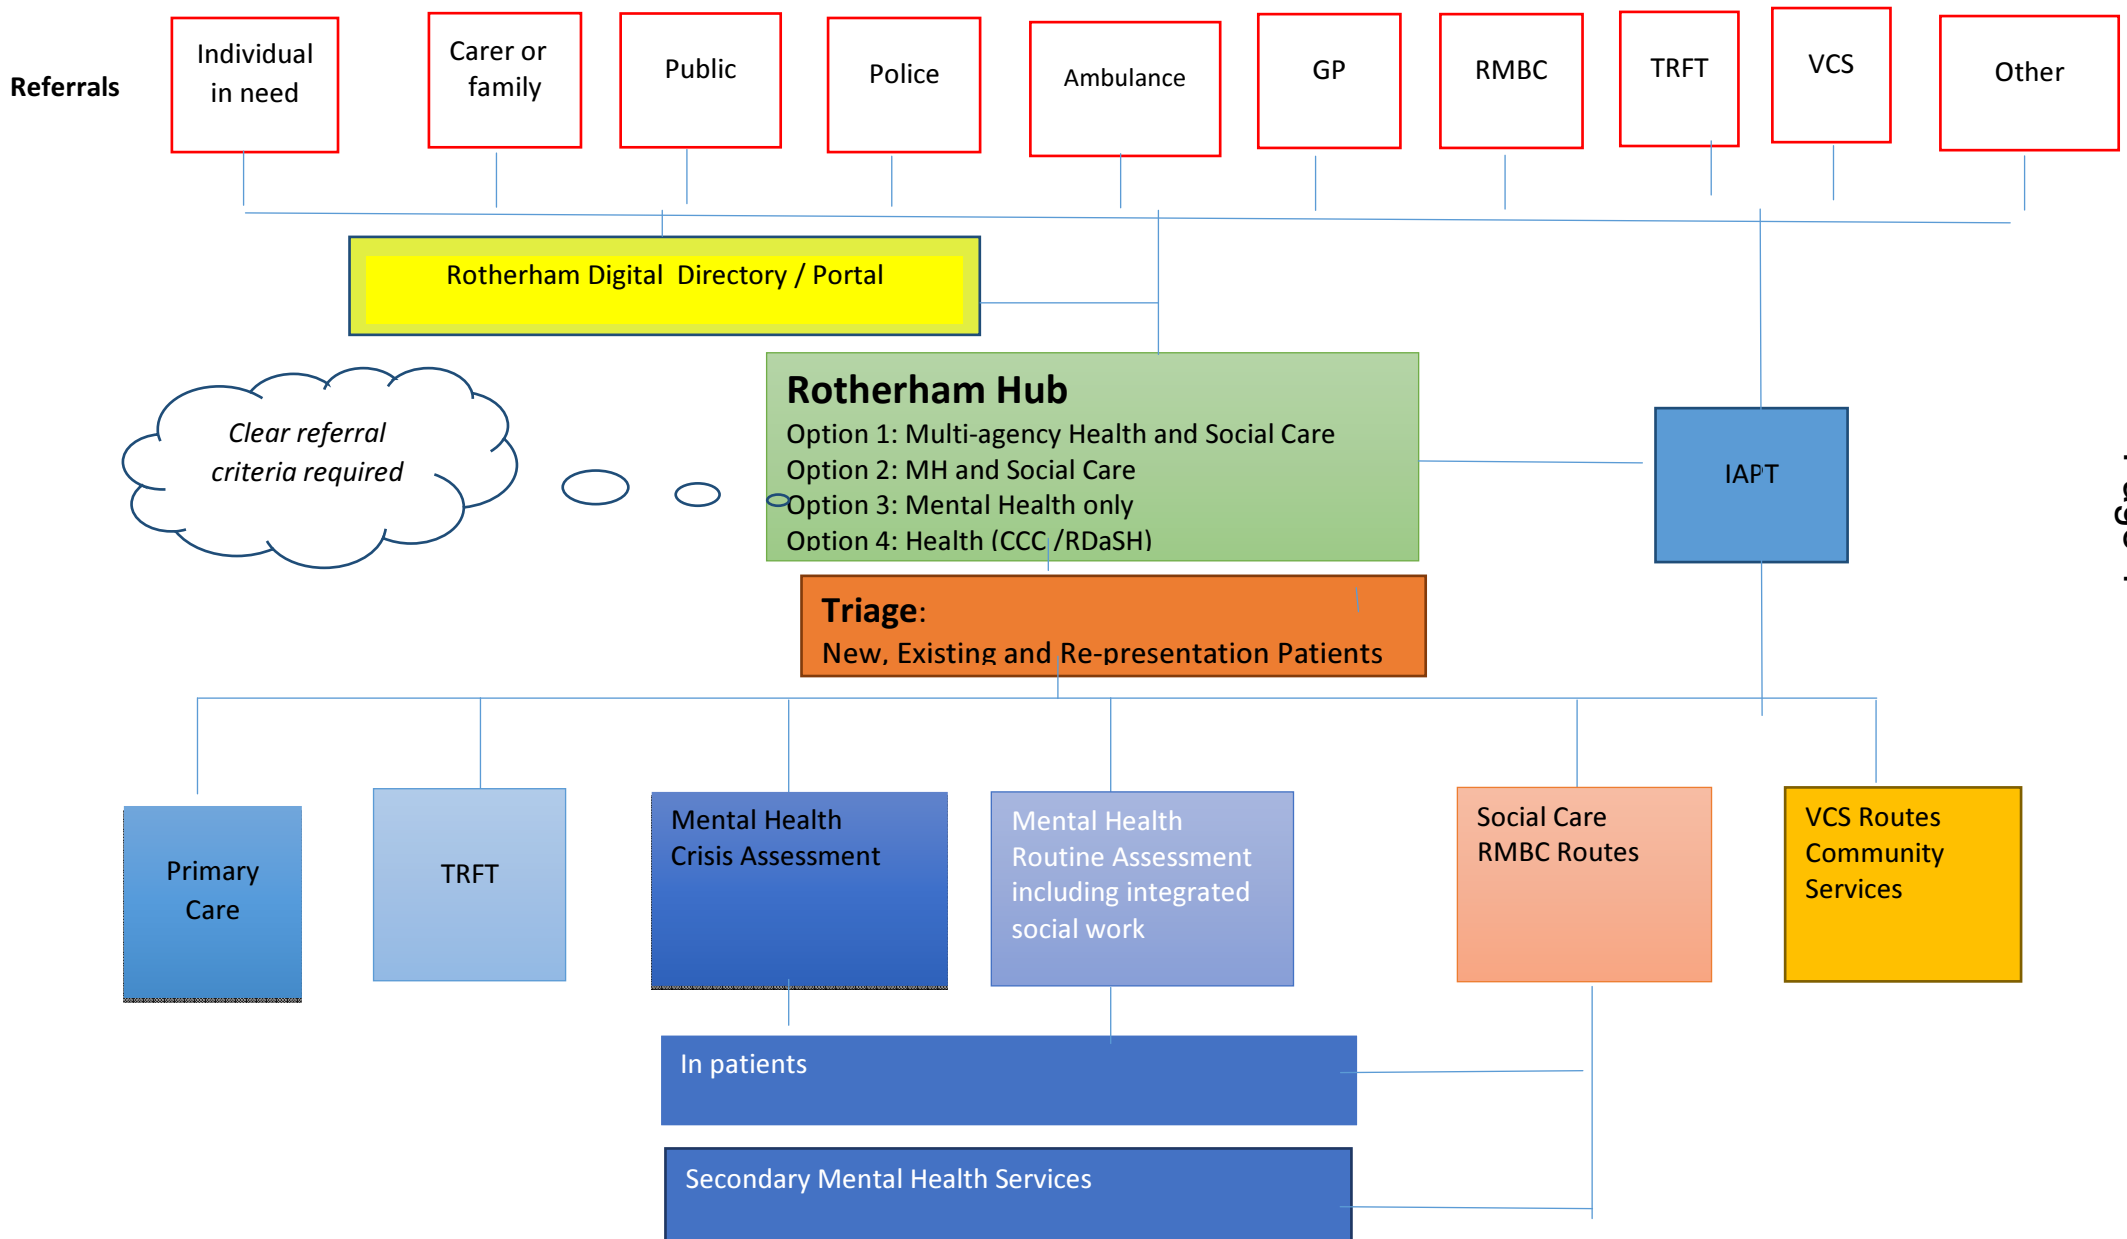 Referrals
Individual
in need
Carer or
family
Public
Police
Ambulance
GP
RMBC
TRFT
VCS
Other
Rotherham Digital Directory / Portal
Clear referral
criteria required
Rotherham Hub
Option 1: Multi-agency Health and Social Care
Option 2: MH and Social Care
Option 3: Mental Health only
Option 4: Health (CCC /RDaSH)
IAPT
Triage:
New, Existing and Re-presentation Patients
Primary
Care
TRFT
Mental Health
Crisis Assessment
Mental Health
Routine Assessment
including integrated
social work
Social Care
RMBC Routes
VCS Routes
Community
Services
In patients
Secondary Mental Health Services